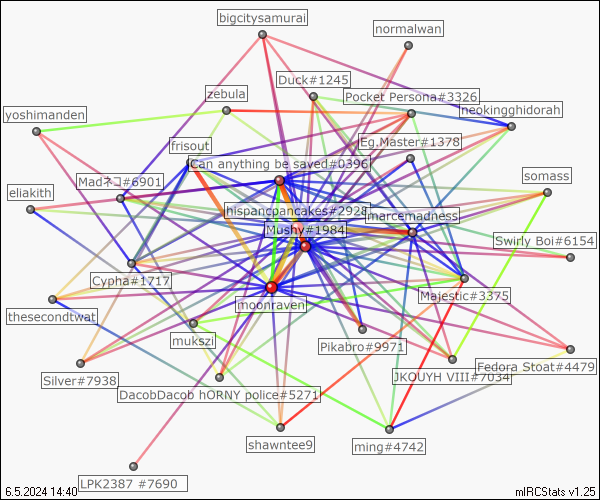 bigcitysamurai
normalwan
Duck#1245
zebula
Pocket Persona#3326
neokingghidorah
yoshimanden
Eg.Master#1378
frisout
Can anything be saved#0396
Madネコ#6901
eliakith
somass
hispancpancakes#2928
marcemadness
Mushy#1984
Swirly Boi#6154
Cypha#1717
Majestic#3375
moonraven
thesecondtwat
mukszi
Pikabro#9971
Fedora Stoat#4479
Silver#7938
JKOUYH VIII#7034
DacobDacob hORNY police#5271
shawntee9
ming#4742
LPK2387 #7690
6.5.2024 14:40
mIRCStats v1.25